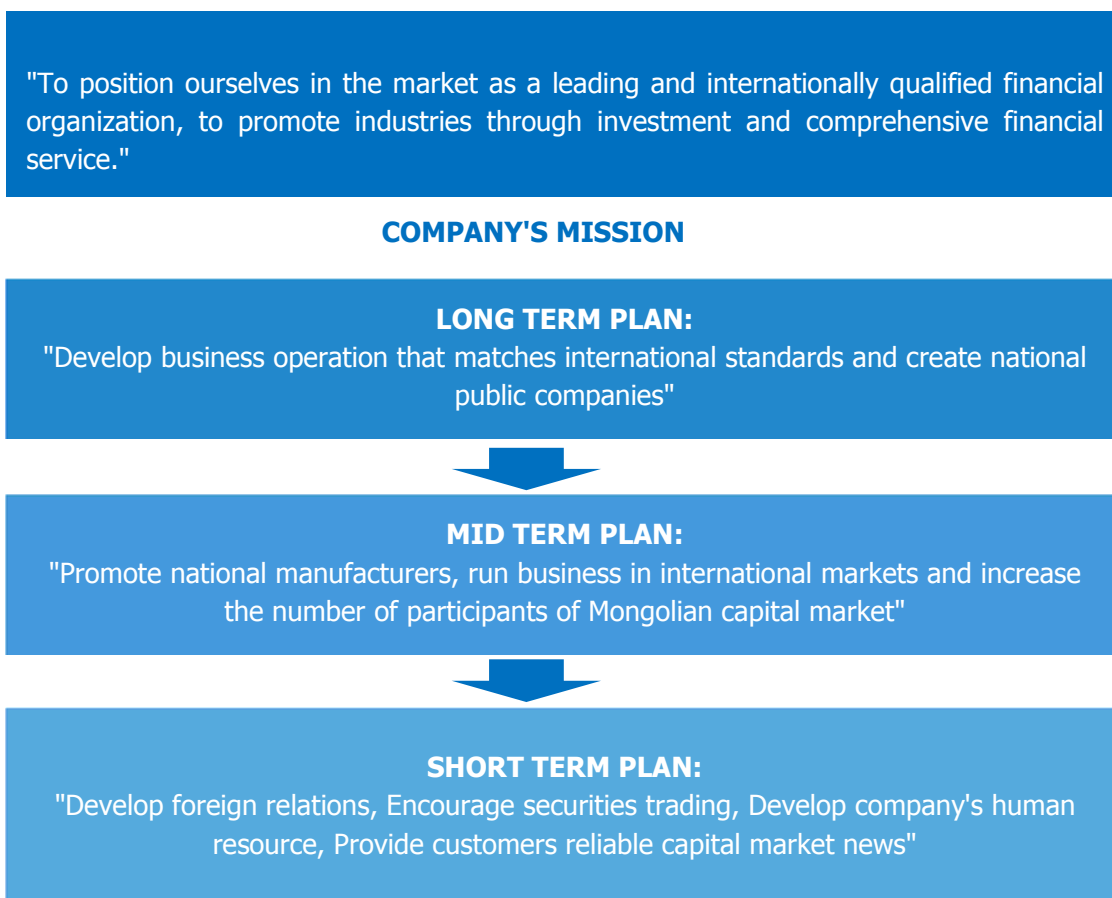 "To position ourselves in the market as a leading and internationally qualified financial
organization, to promote industries through investment and comprehensive financial
service."
COMPANY'S MISSION
LONG TERM PLAN:
"Develop business operation that matches international standards and create national
public companies"
MID TERM PLAN:
"Promote national manufacturers, run business in international markets and increase
the number of participants of Mongolian capital market"
SHORT TERM PLAN:
"Develop foreign relations, Encourage securities trading, Develop company's human
resource, Provide customers reliable capital market news"